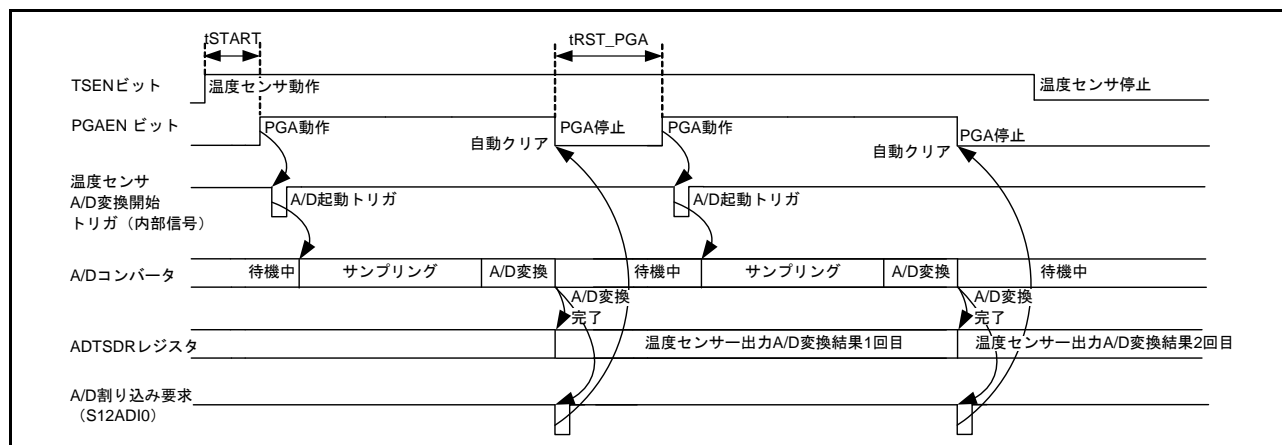 tSTART
tRST_PGA
TSENビット
温度センサ動作
温度センサ停止
PGAEN ビット
PGA動作
自動クリア
PGA停止
PGA動作
自動クリア
PGA停止
温度センサ
A/D変換開始
トリガ（内部信号）
A/D起動トリガ
A/D起動トリガ
A/Dコンバータ
待機中
サンプリング
A/D変換
待機中
サンプリング
A/D変換
待機中
A/D変換
完了
A/D変換
完了
ADTSDRレジスタ
温度センサー出力A/D変換結果1回目
温度センサー出力A/D変換結果2回目
A/D割り込み要求
（S12ADI0）